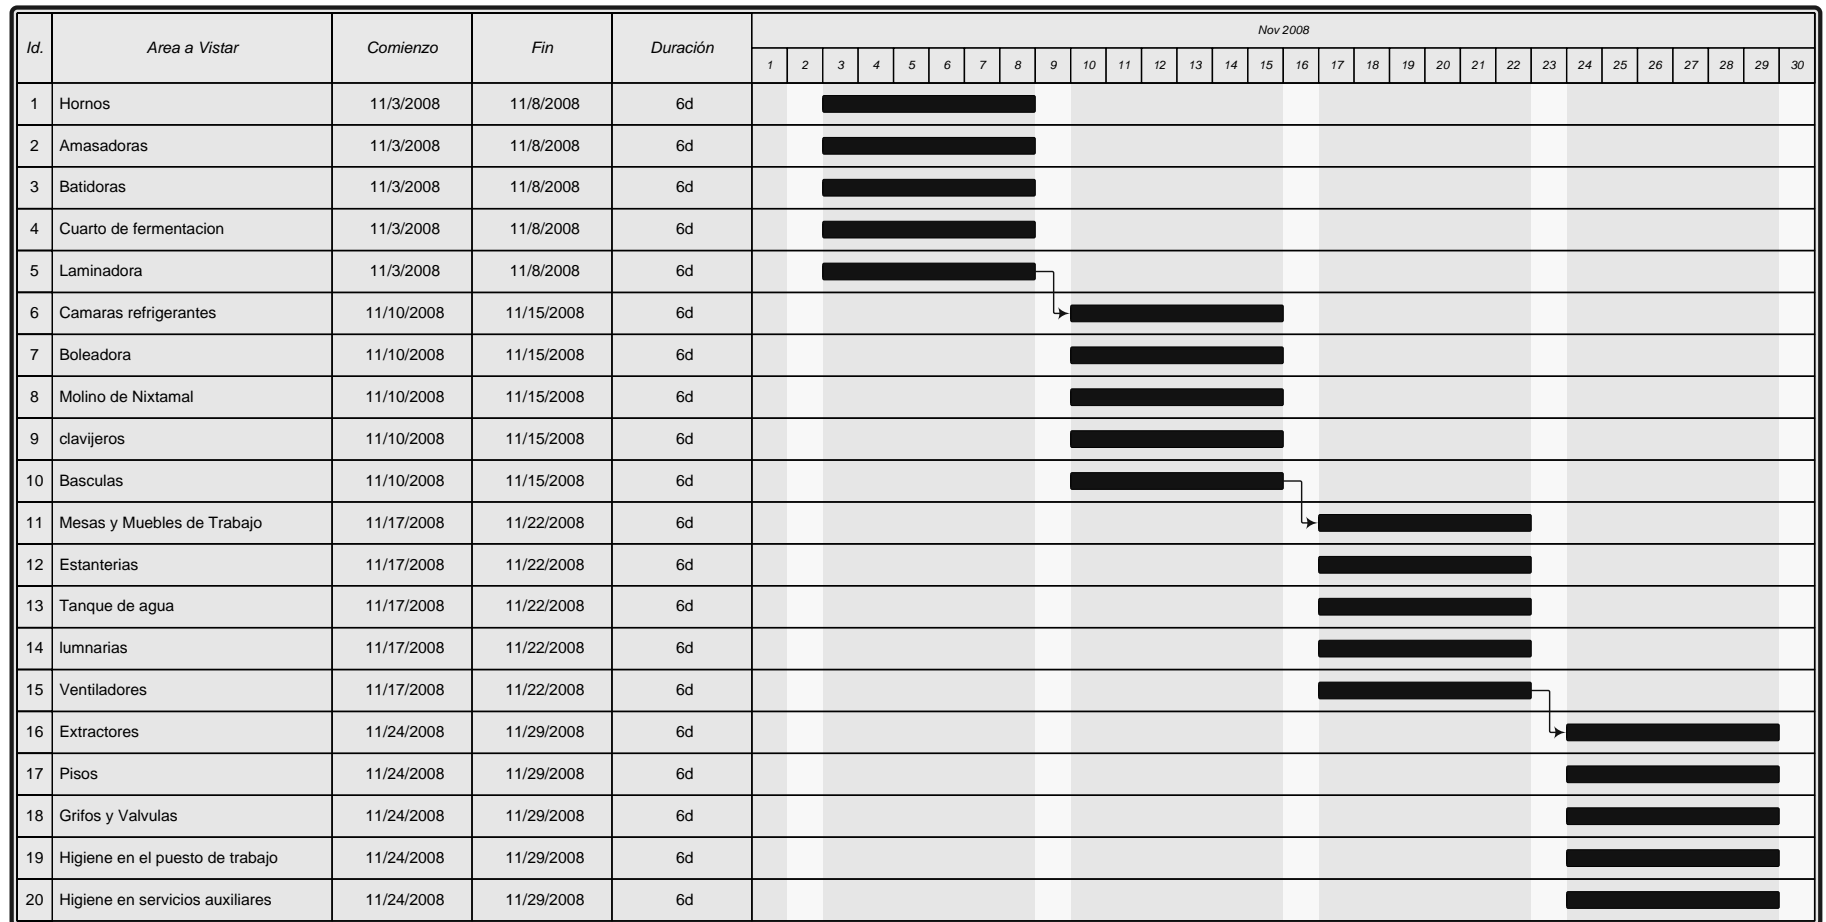 Id. Area a Vistar Comienzo Fin Duración Nov 2008
1 2 3 4 5 6 7 8 9 10 11 12 13 14 15 16 17 18 19 20 21 22 23 24 25 26 27 28 29 30
1 Hornos 11/3/2008 11/8/2008 6d
2 Amasadoras 11/3/2008 11/8/2008 6d
3 Batidoras 11/3/2008 11/8/2008 6d
4 Cuarto de fermentacion 11/3/2008 11/8/2008 6d
5 Laminadora 11/3/2008 11/8/2008 6d
6 Camaras refrigerantes 11/10/2008 11/15/2008 6d
7 Boleadora 11/10/2008 11/15/2008 6d
8 Molino de Nixtamal 11/10/2008 11/15/2008 6d
9 clavijeros 11/10/2008 11/15/2008 6d
10 Basculas 11/10/2008 11/15/2008 6d
11 Mesas y Muebles de Trabajo 11/17/2008 11/22/2008 6d
12 Estanterias 11/17/2008 11/22/2008 6d
13 Tanque de agua 11/17/2008 11/22/2008 6d
14 lumnarias 11/17/2008 11/22/2008 6d
15 Ventiladores 11/17/2008 11/22/2008 6d
16 Extractores 11/24/2008 11/29/2008 6d
17 Pisos 11/24/2008 11/29/2008 6d
18 Grifos y Valvulas 11/24/2008 11/29/2008 6d
19 Higiene en el puesto de trabajo 11/24/2008 11/29/2008 6d
20 Higiene en servicios auxiliares 11/24/2008 11/29/2008 6d